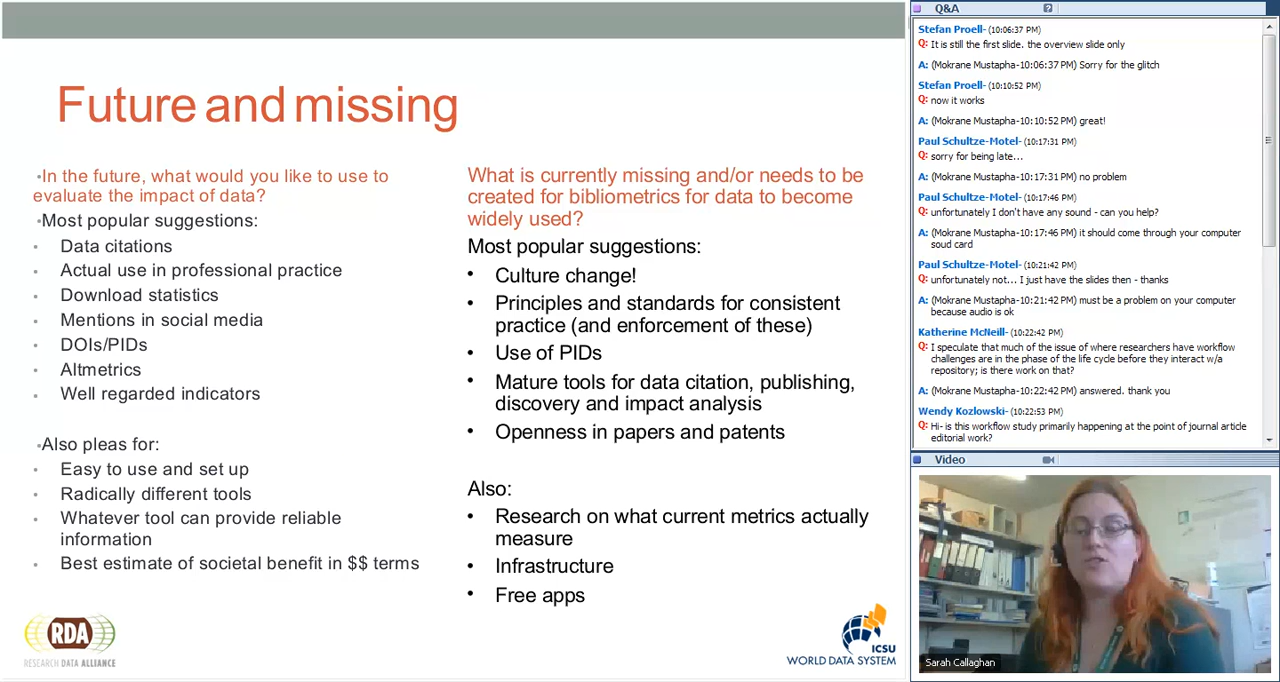 Future and missing
•In the future, what would you like to use to
evaluate the impact of data?
•Most popular suggestions:
• Data citations
• Actual use in professional practice
• Download statistics
• Mentions in social media
• DOIs/PIDs
• Altmetrics
• Well regarded indicators
•Also pleas for:
• Easy to use and set up
• Radically different tools
• Whatever tool can provide reliable
information
• Best estimate of societal benefit in $$ terms
What is currently missing and/or needs to be
created for bibliometrics for data to become
widely used?
Most popular suggestions:
• Culture change!
• Principles and standards for consistent
practice (and enforcement of these)
• Use of PIDs
• Mature tools for data citation, publishing,
discovery and impact analysis
• Openness in papers and patents
Also:
• Research on what current metrics actually
measure
• Infrastructure
• Free apps
RDA
RESEARCH DATA ALLIANCE
ICSU
WORLD DATA SYSTEM
Q&A
?
Stefan Proell- (10:06:37 PM)
Q: It is still the first slide. the overview slide only
A: (Mokrane Mustapha-10:06:37 PM) Sorry for the glitch
Stefan Proell- (10:10:52 PM)
Q: now it works
A: (Mokrane Mustapha-10:10:52 PM) great!
Paul Schultze-Motel- (10:17:31 PM)
Q: sorry for being late...
A: (Mokrane Mustapha-10:17:31 PM) no problem
Paul Schultze-Motel- (10:17:46 PM)
Q: unfortunately I don't have any sound - can you help?
A: (Mokrane Mustapha-10:17:46 PM) it should come through your computer
soud card
Paul Schultze-Motel- (10:21:42 PM)
Q: unfortunately not... I just have the slides then - thanks
A: (Mokrane Mustapha-10:21:42 PM) must be a problem on your computer
because audio is ok
Katherine McNeill- (10:22:42 PM)
Q: I speculate that much of the issue of where researchers have workflow
challenges are in the phase of the life cycle before they interact w/a
repository; is there work on that?
A: (Mokrane Mustapha-10:22:42 PM) answered. thank you
Wendy Kozlowski- (10:22:53 PM)
Q: Hi- is this workflow study primarily happening at the point of journal article
editorial work?
Video
Sarah Callaghan